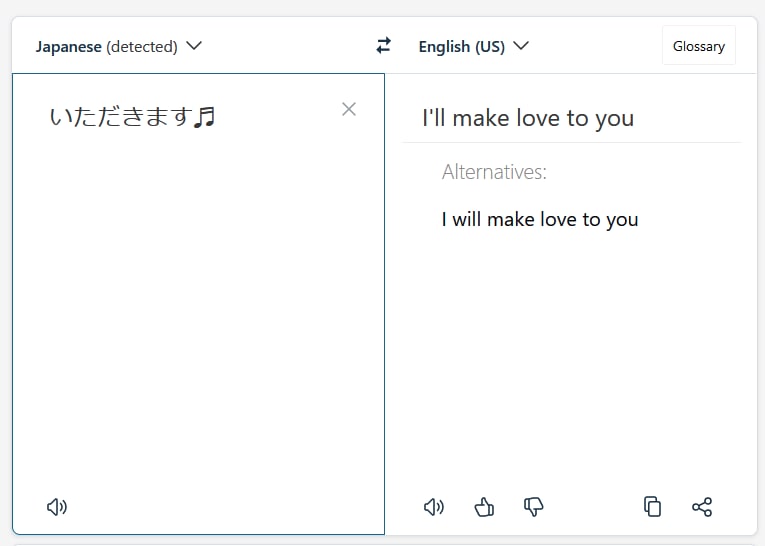 Japanese (detected)
English (US)
Glossary
いただきます♬
I'll make love to you
Alternatives:
I will make love to you